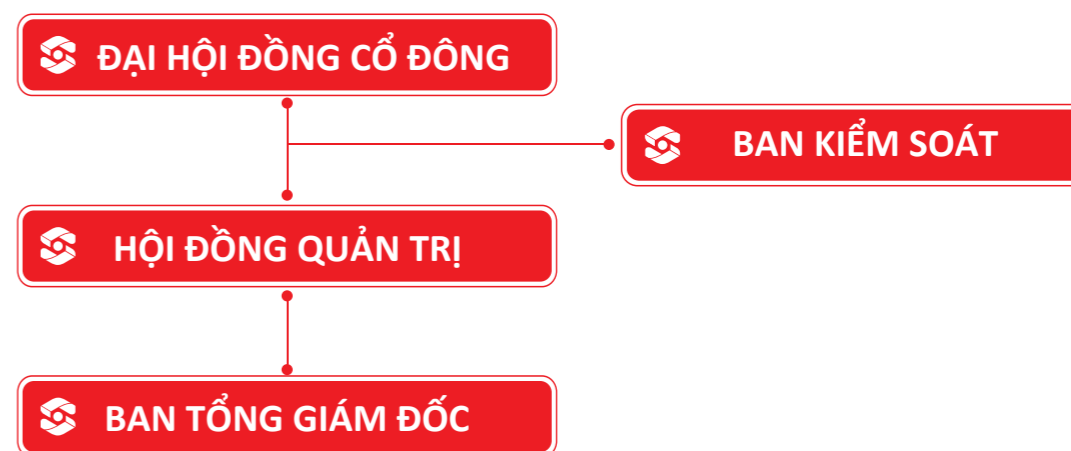 ĐẠI HỘI ĐỒNG CỔ ĐÔNG
BAN KIỂM SOÁT
HỘI ĐỒNG QUẢN TRỊ
BAN TỔNG GIÁM ĐỐC